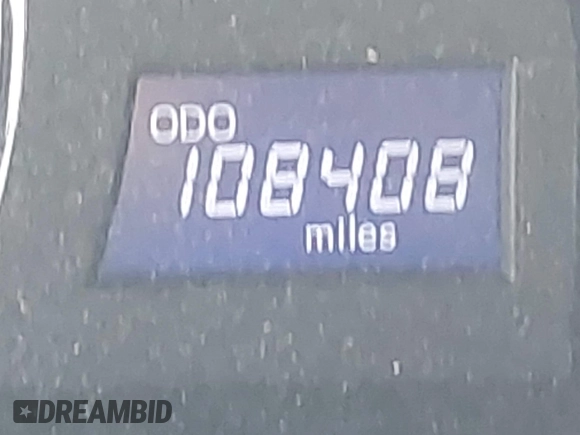 ODO
108408
miles
DREAMBID